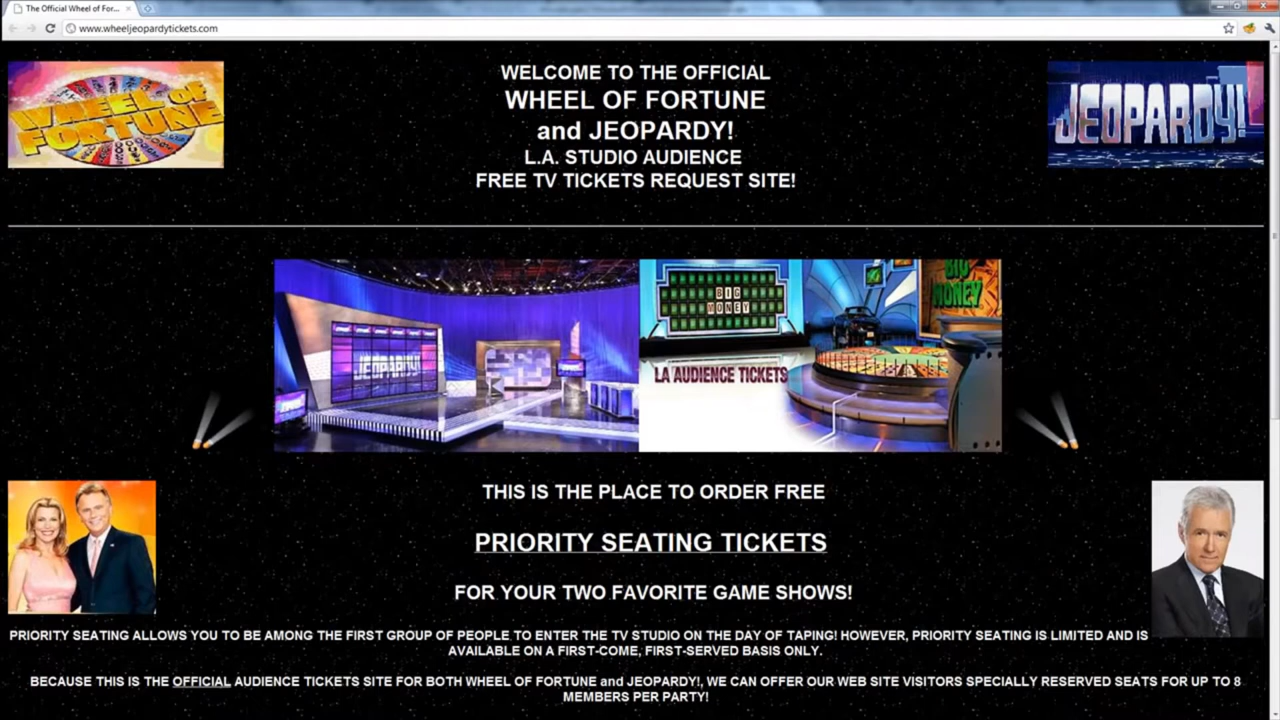 The Official Wheel of For...
www.wheeljeopardytickets.com
WHEEL OF
FORTUNE
WELCOME TO THE OFFICIAL
WHEEL OF FORTUNE
and JEOPARDY!
L.A. STUDIO AUDIENCE
FREE TV TICKETS REQUEST SITE!
JEOPARDY!
JEOPARDY!
BIG
MONEY
BIG
MONEY
LA AUDIENCE TICKETS
THIS IS THE PLACE TO ORDER FREE
PRIORITY SEATING TICKETS
FOR YOUR TWO FAVORITE GAME SHOWS!
PRIORITY SEATING ALLOWS YOU TO BE AMONG THE FIRST GROUP OF PEOPLE TO ENTER THE TV STUDIO ON THE DAY OF TAPING! HOWEVER, PRIORITY SEATING IS LIMITED AND IS
AVAILABLE ON A FIRST-COME, FIRST-SERVED BASIS ONLY.
BECAUSE THIS IS THE OFFICIAL AUDIENCE TICKETS SITE FOR BOTH WHEEL OF FORTUNE and JEOPARDY!, WE CAN OFFER OUR WEB SITE VISITORS SPECIALLY RESERVED SEATS FOR UP TO 8
MEMBERS PER PARTY!